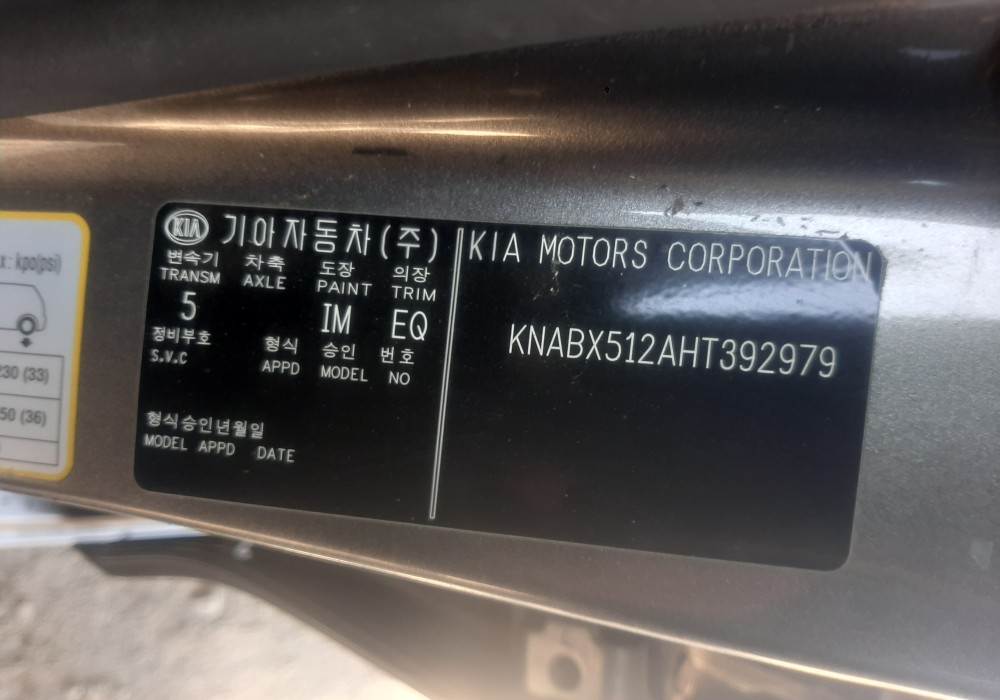 x : kpo(psi)
230 (33)
50 (36)
KIA 기아자동차(주)
변속기 차축 도장 의장
TRANSM AXLE PAINT TRIM
5 IM EQ
정비부호 형식 승인 번호
S.V.C APPD MODEL NO
형식승인년월일
MODEL APPD DATE
KIA MOTORS CORPORATION
KNABX512AHT392979